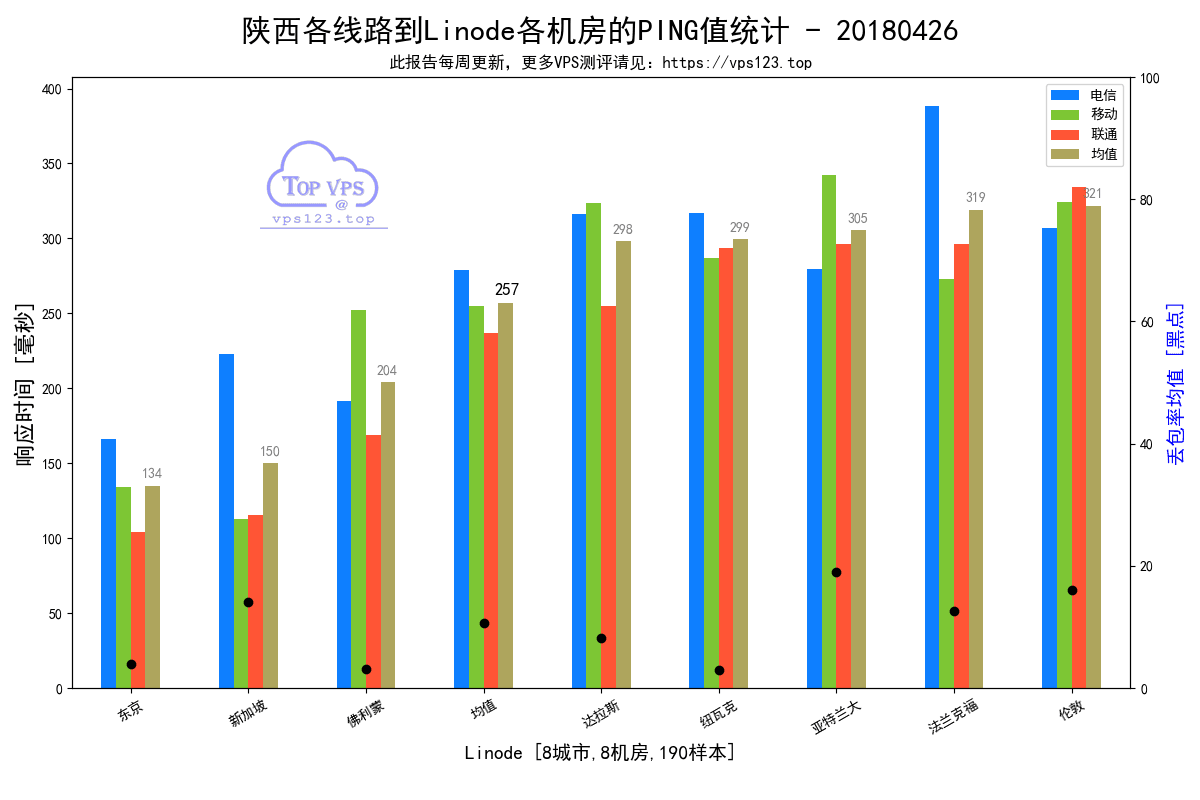 陕西各线路到Linode各机房的PING值统计 - 20180426
此报告每周更新，更多VPS测评请见：https://vps123.top
电信
移动
联通
均值
TOP VPS
@
vps123.top
响应时间 [毫秒]
400
350
300
250
200
150
100
50
0
134
150
204
257
298
299
305
319
321
100
80
60
40
20
0
丢包率均值 [黑点]
东京
新加坡
佛利蒙
均值
达拉斯
纽瓦克
亚特兰大
法兰克福
伦敦
Linode [8城市,8机房,190样本]